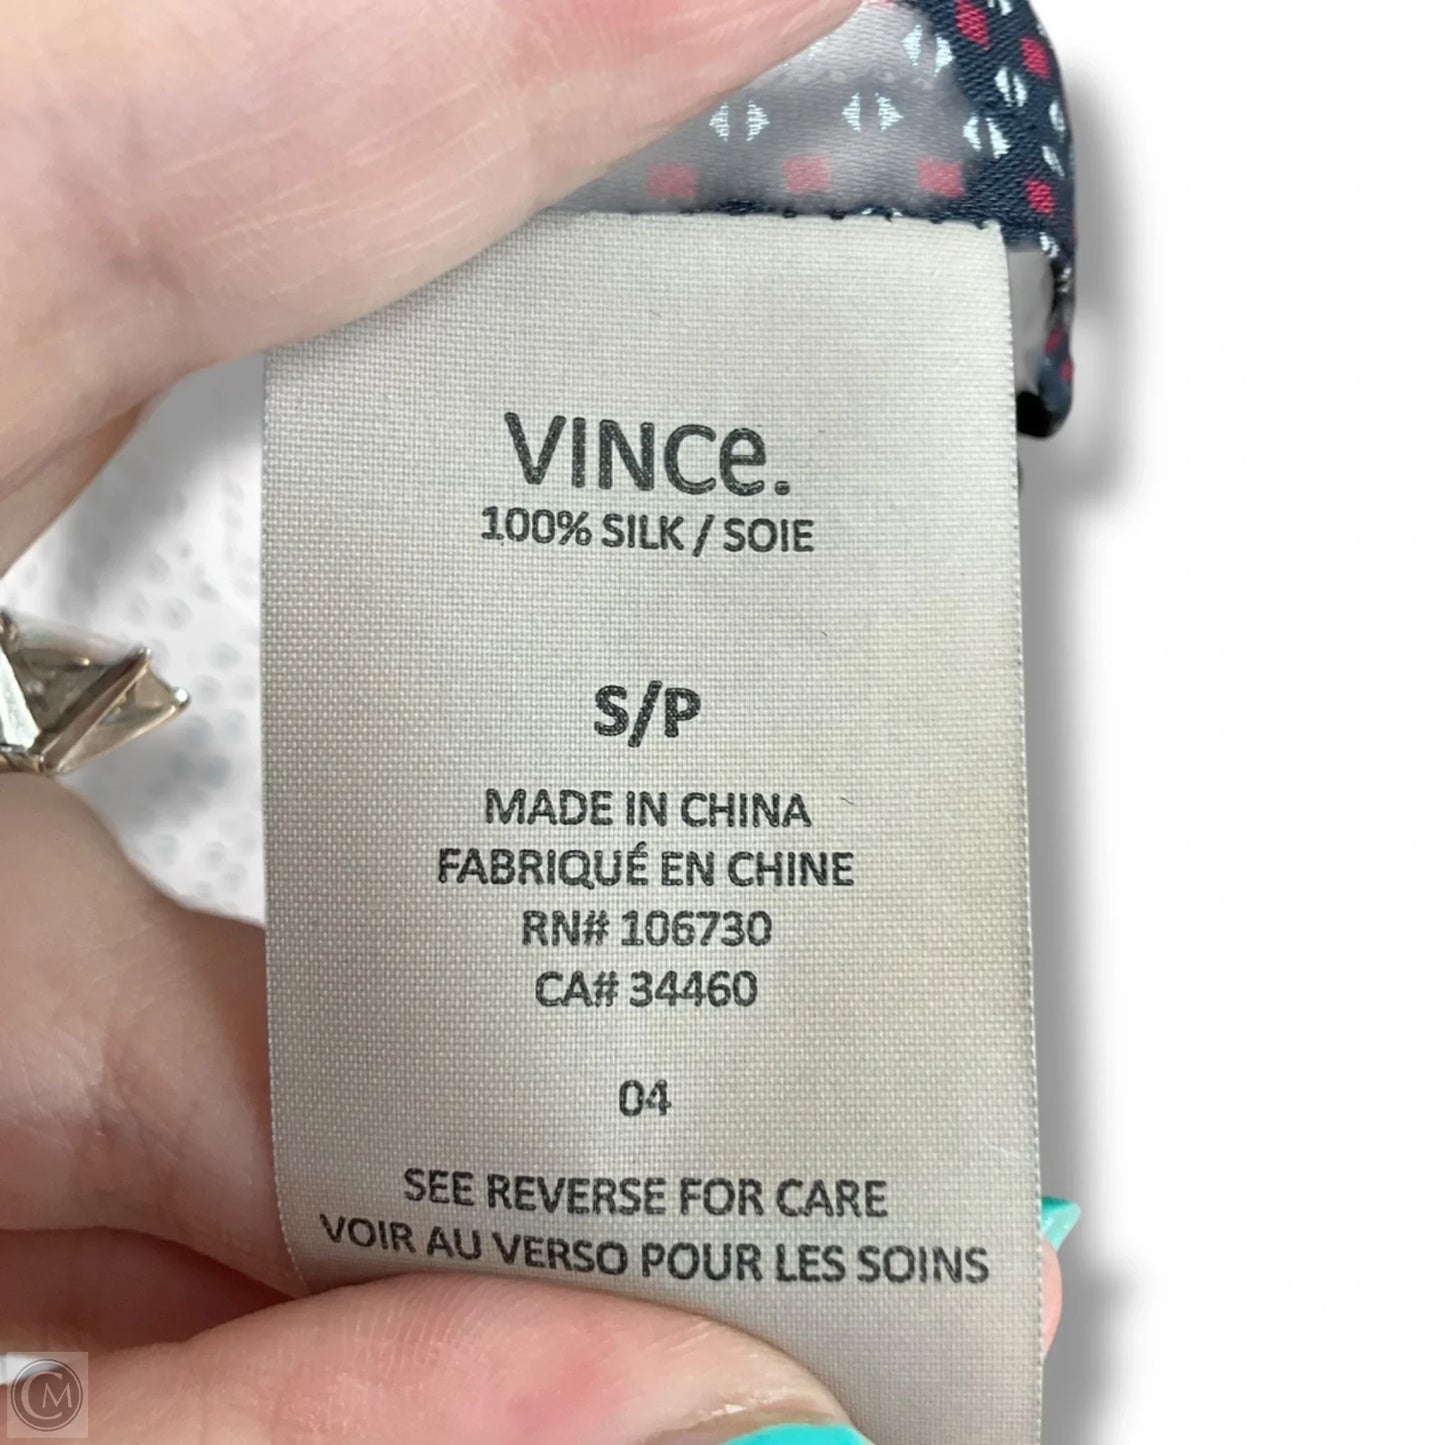 VINCe.
100% SILK / SOIE
S/P
MADE IN CHINA
FABRIQUÉ EN CHINE
RN# 106730
CA# 34460
04
SEE REVERSE FOR CARE
VOIR AU VERSO POUR LES SOINS
CM